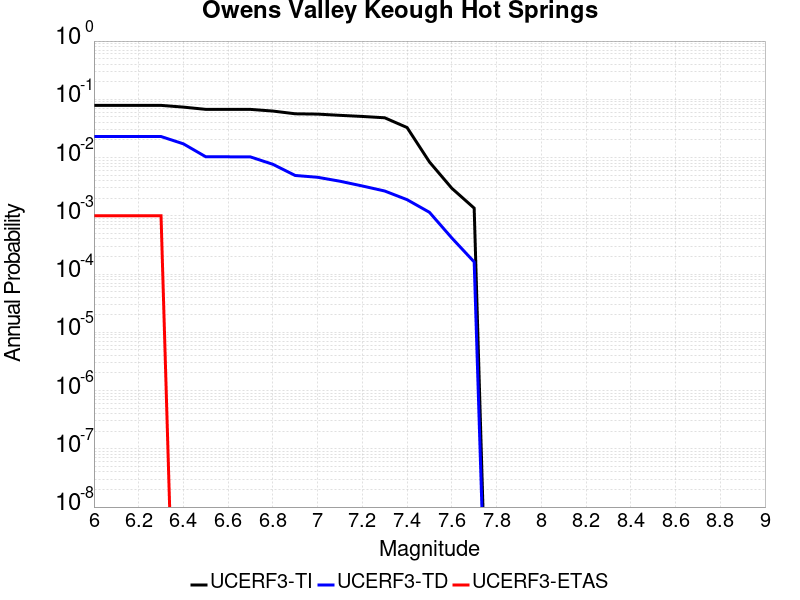 Owens Valley Keough Hot Springs
10^0
10^-1
10^-2
10^-3
10^-4
10^-5
10^-6
10^-7
10^-8
Annual Probability
6 6.2 6.4 6.6 6.8 7 7.2 7.4 7.6 7.8 8 8.2 8.4 8.6 8.8 9
Magnitude
UCERF3-TI UCERF3-TD UCERF3-ETAS